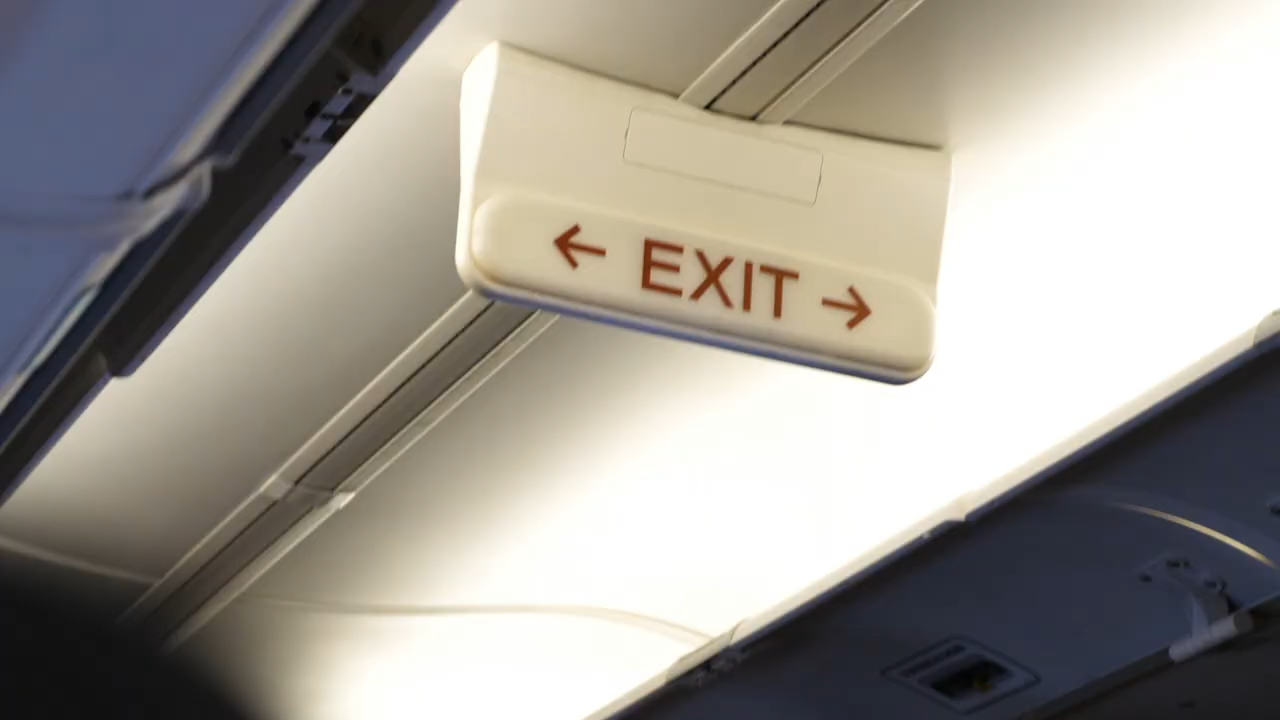 ← EXIT →